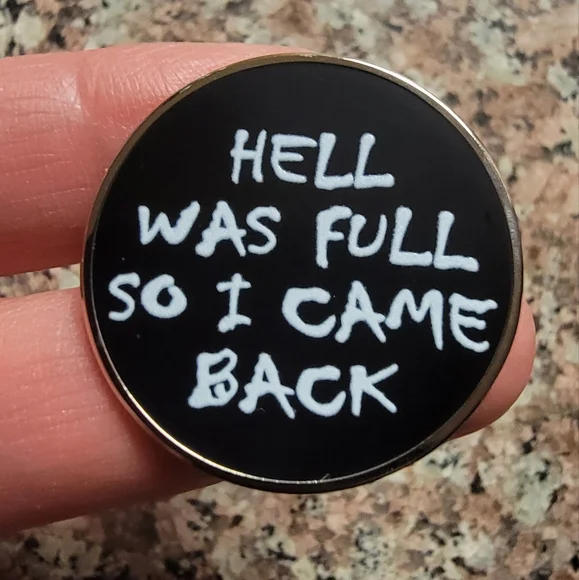 HELL
WAS FULL
SO I CAME
BACK